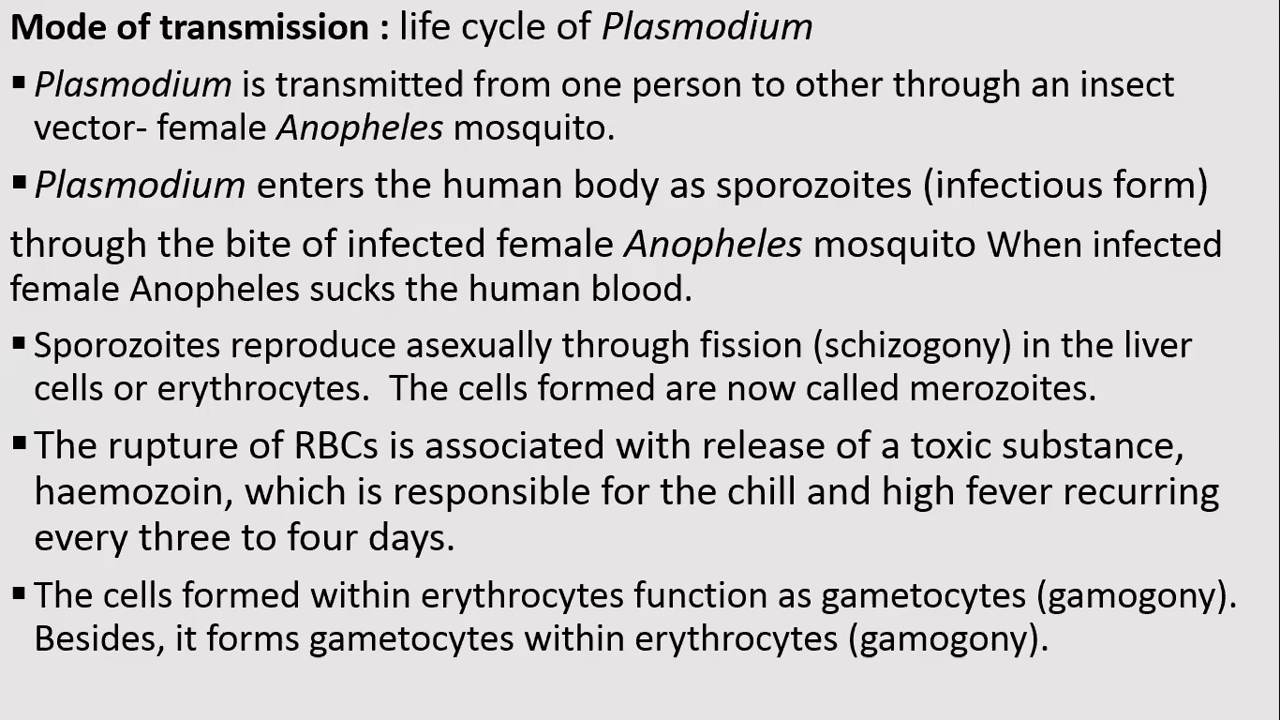 Mode of transmission : life cycle of Plasmodium
▪ Plasmodium is transmitted from one person to other through an insect
vector- female Anopheles mosquito.
▪ Plasmodium enters the human body as sporozoites (infectious form)
through the bite of infected female Anopheles mosquito When infected
female Anopheles sucks the human blood.
▪ Sporozoites reproduce asexually through fission (schizogony) in the liver
cells or erythrocytes. The cells formed are now called merozoites.
▪ The rupture of RBCs is associated with release of a toxic substance,
haemozoin, which is responsible for the chill and high fever recurring
every three to four days.
▪ The cells formed within erythrocytes function as gametocytes (gamogony).
Besides, it forms gametocytes within erythrocytes (gamogony).